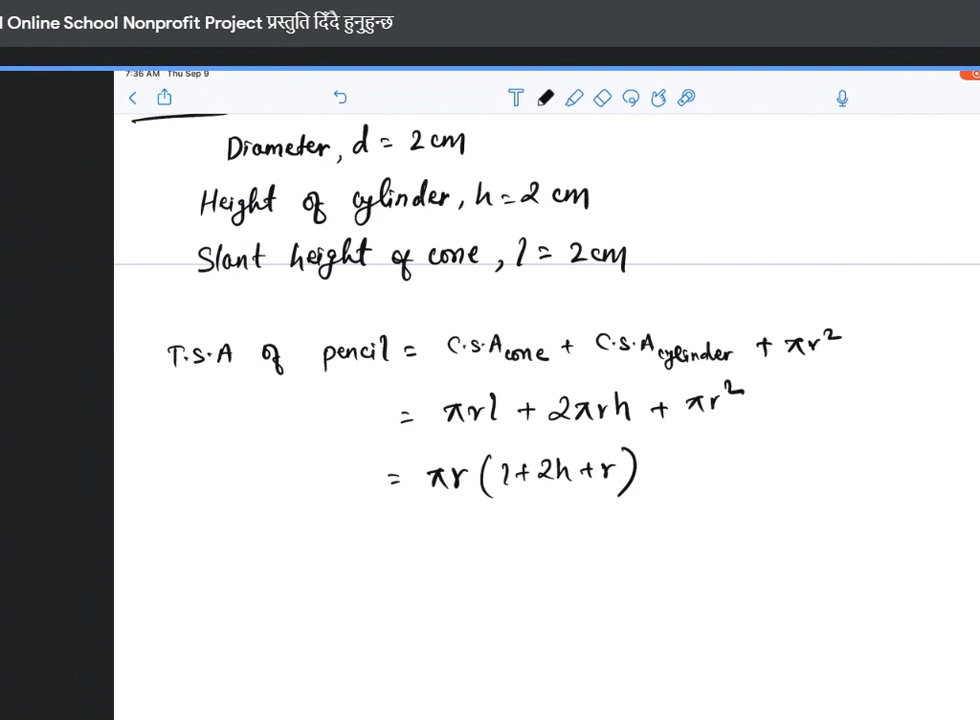 l Online School Nonprofit Project प्रस्तुति दिँदै हुनुहुन्छ
7:36 AM Thu Sep 9
T
Diameter, d = 2 cm
Height of cylinder, h = 2 cm
Slant height of cone, l = 2 cm
T.S.A of pencil = C.S.A cone + C.S.A cylinder + πr²
= πrl + 2πrh + πr²
= πr (l + 2h + r)